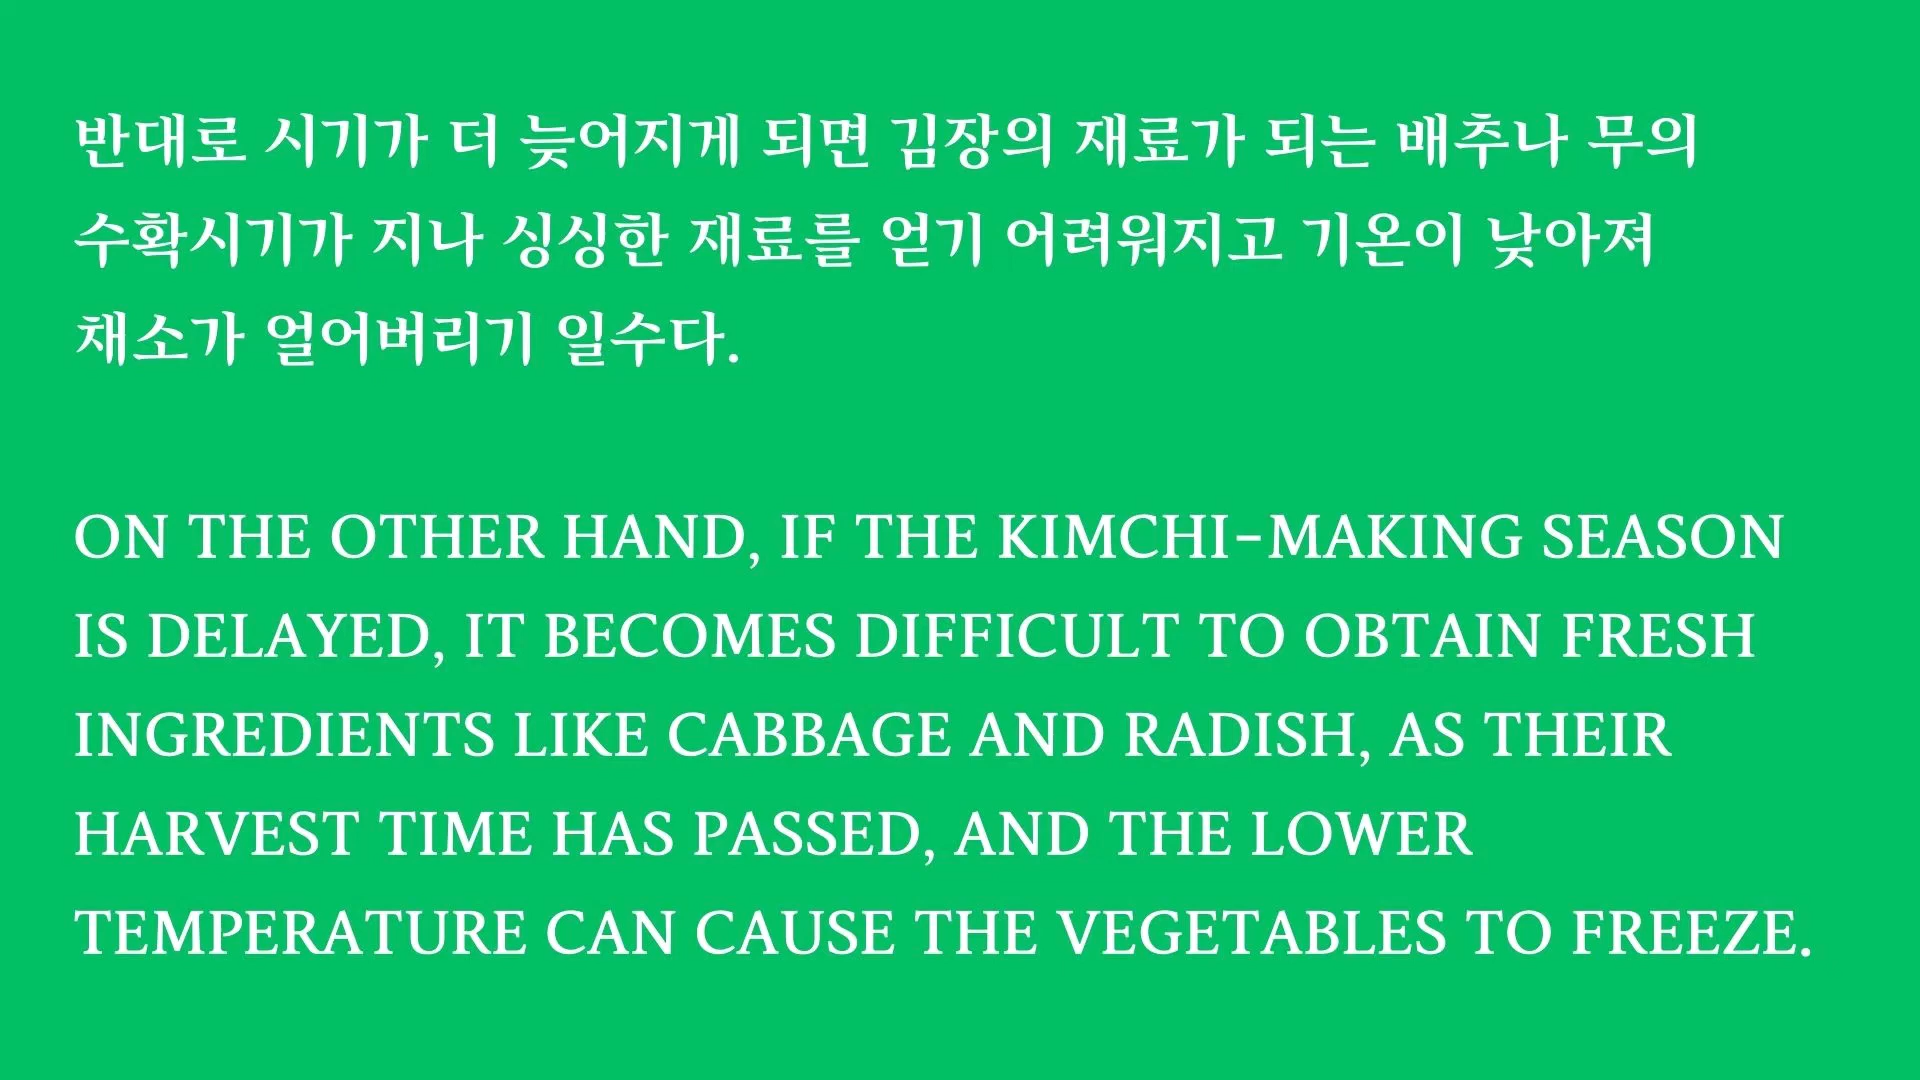 반대로 시기가 더 늦어지게 되면 김장의 재료가 되는 배추나 무의
수확시기가 지나 싱싱한 재료를 얻기 어려워지고 기온이 낮아져
채소가 얼어버리기 일수다.
ON THE OTHER HAND, IF THE KIMCHI-MAKING SEASON
IS DELAYED, IT BECOMES DIFFICULT TO OBTAIN FRESH
INGREDIENTS LIKE CABBAGE AND RADISH, AS THEIR
HARVEST TIME HAS PASSED, AND THE LOWER
TEMPERATURE CAN CAUSE THE VEGETABLES TO FREEZE.